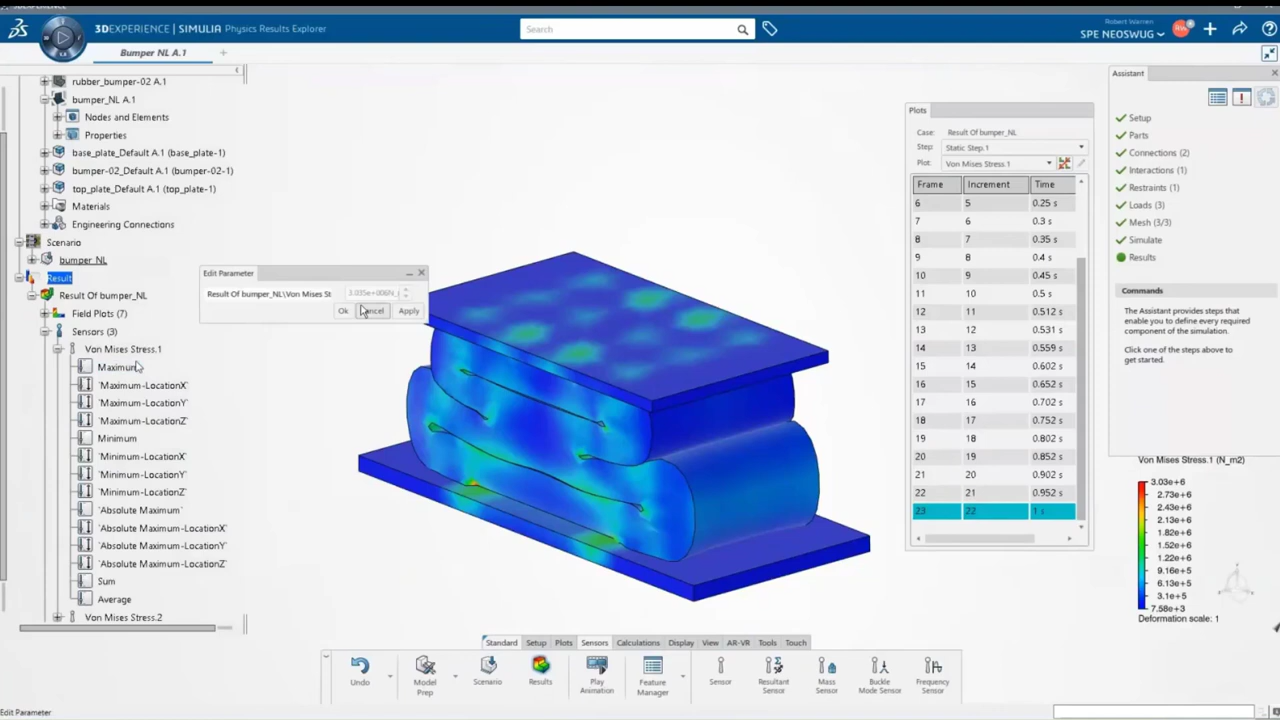 3DEXPERIENCE | SIMULIA Physics Results Explorer
Search
Robert Warren
SPE NEOSWUG
Bumper NL A.1
rubber_bumper-02 A.1
bumper_NL A.1
Nodes and Elements
Properties
base_plate_Default A.1 (base_plate-1)
bumper-02_Default A.1 (bumper-02-1)
top_plate_Default A.1 (top_plate-1)
Materials
Engineering Connections
Scenario
bumper_NL
Result
Result Of bumper_NL
Field Plots (7)
Sensors (3)
Von Mises Stress.1
Maximum
`Maximum-LocationX`
`Maximum-LocationY`
`Maximum-LocationZ`
Minimum
`Minimum-LocationX`
`Minimum-LocationY`
`Minimum-LocationZ`
`Absolute Maximum`
`Absolute Maximum-LocationX`
`Absolute Maximum-LocationY`
`Absolute Maximum-LocationZ`
Sum
Average
Von Mises Stress.2
Edit Parameter
Result Of bumper_NL\Von Mises St 3.035e+006N_
Ok Cancel Apply
Plots
Case: Result Of bumper_NL
Step: Static Step.1
Plot: Von Mises Stress.1
Frame Increment Time
6 5 0.25 s
7 6 0.3 s
8 7 0.35 s
9 8 0.4 s
10 9 0.45 s
11 10 0.5 s
12 11 0.512 s
13 12 0.531 s
14 13 0.559 s
15 14 0.602 s
16 15 0.652 s
17 16 0.702 s
18 17 0.752 s
19 18 0.802 s
20 19 0.852 s
21 20 0.902 s
22 21 0.952 s
23 22 1 s
Assistant
Setup
Parts
Connections (2)
Interactions (1)
Restraints (1)
Loads (3)
Mesh (3/3)
Simulate
Results
Commands
The Assistant provides steps that
enable you to define every required
component of the simulation.
Click one of the steps above to
get started.
Von Mises Stress.1 (N_m2)
3.03e+6
2.73e+6
2.43e+6
2.13e+6
1.82e+6
1.52e+6
1.22e+6
9.16e+5
6.13e+5
3.1e+5
7.58e+3
Deformation scale: 1
Standard Setup Plots Sensors Calculations Display View AR-VR Tools Touch
Undo
Model
Prep
Scenario
Results
Play
Animation
Feature
Manager
Sensor
Resultant
Sensor
Mass
Sensor
Buckle
Mode Sensor
Frequency
Sensor
Edit Parameter